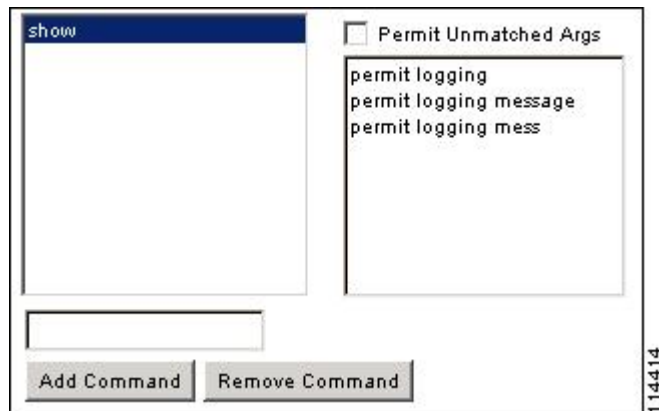 show
Permit Unmatched Args
permit logging
permit logging message
permit logging mess
Add Command
Remove Command
114414